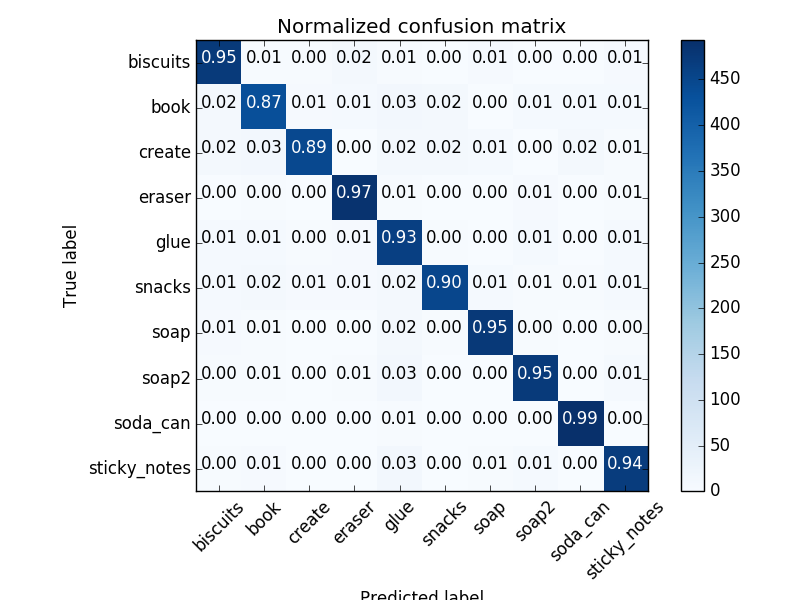 Normalized confusion matrix
biscuits 0.95 0.01 0.00 0.02 0.01 0.00 0.01 0.00 0.00 0.01
book 0.02 0.87 0.01 0.01 0.03 0.02 0.00 0.01 0.01 0.01
create 0.02 0.03 0.89 0.00 0.02 0.02 0.01 0.00 0.02 0.01
eraser 0.00 0.00 0.00 0.97 0.01 0.00 0.00 0.01 0.00 0.01
glue 0.01 0.01 0.00 0.01 0.93 0.00 0.00 0.01 0.00 0.01
snacks 0.01 0.02 0.01 0.01 0.02 0.90 0.01 0.01 0.01 0.01
soap 0.01 0.01 0.00 0.00 0.02 0.00 0.95 0.00 0.00 0.00
soap2 0.00 0.01 0.00 0.01 0.03 0.00 0.00 0.95 0.00 0.01
soda_can 0.00 0.00 0.00 0.00 0.01 0.00 0.00 0.00 0.99 0.00
sticky_notes 0.00 0.01 0.00 0.00 0.03 0.00 0.01 0.01 0.00 0.94
biscuits book create eraser glue snacks soap soap2 soda_can sticky_notes
True label
Predicted label
450
400
350
300
250
200
150
100
50
0